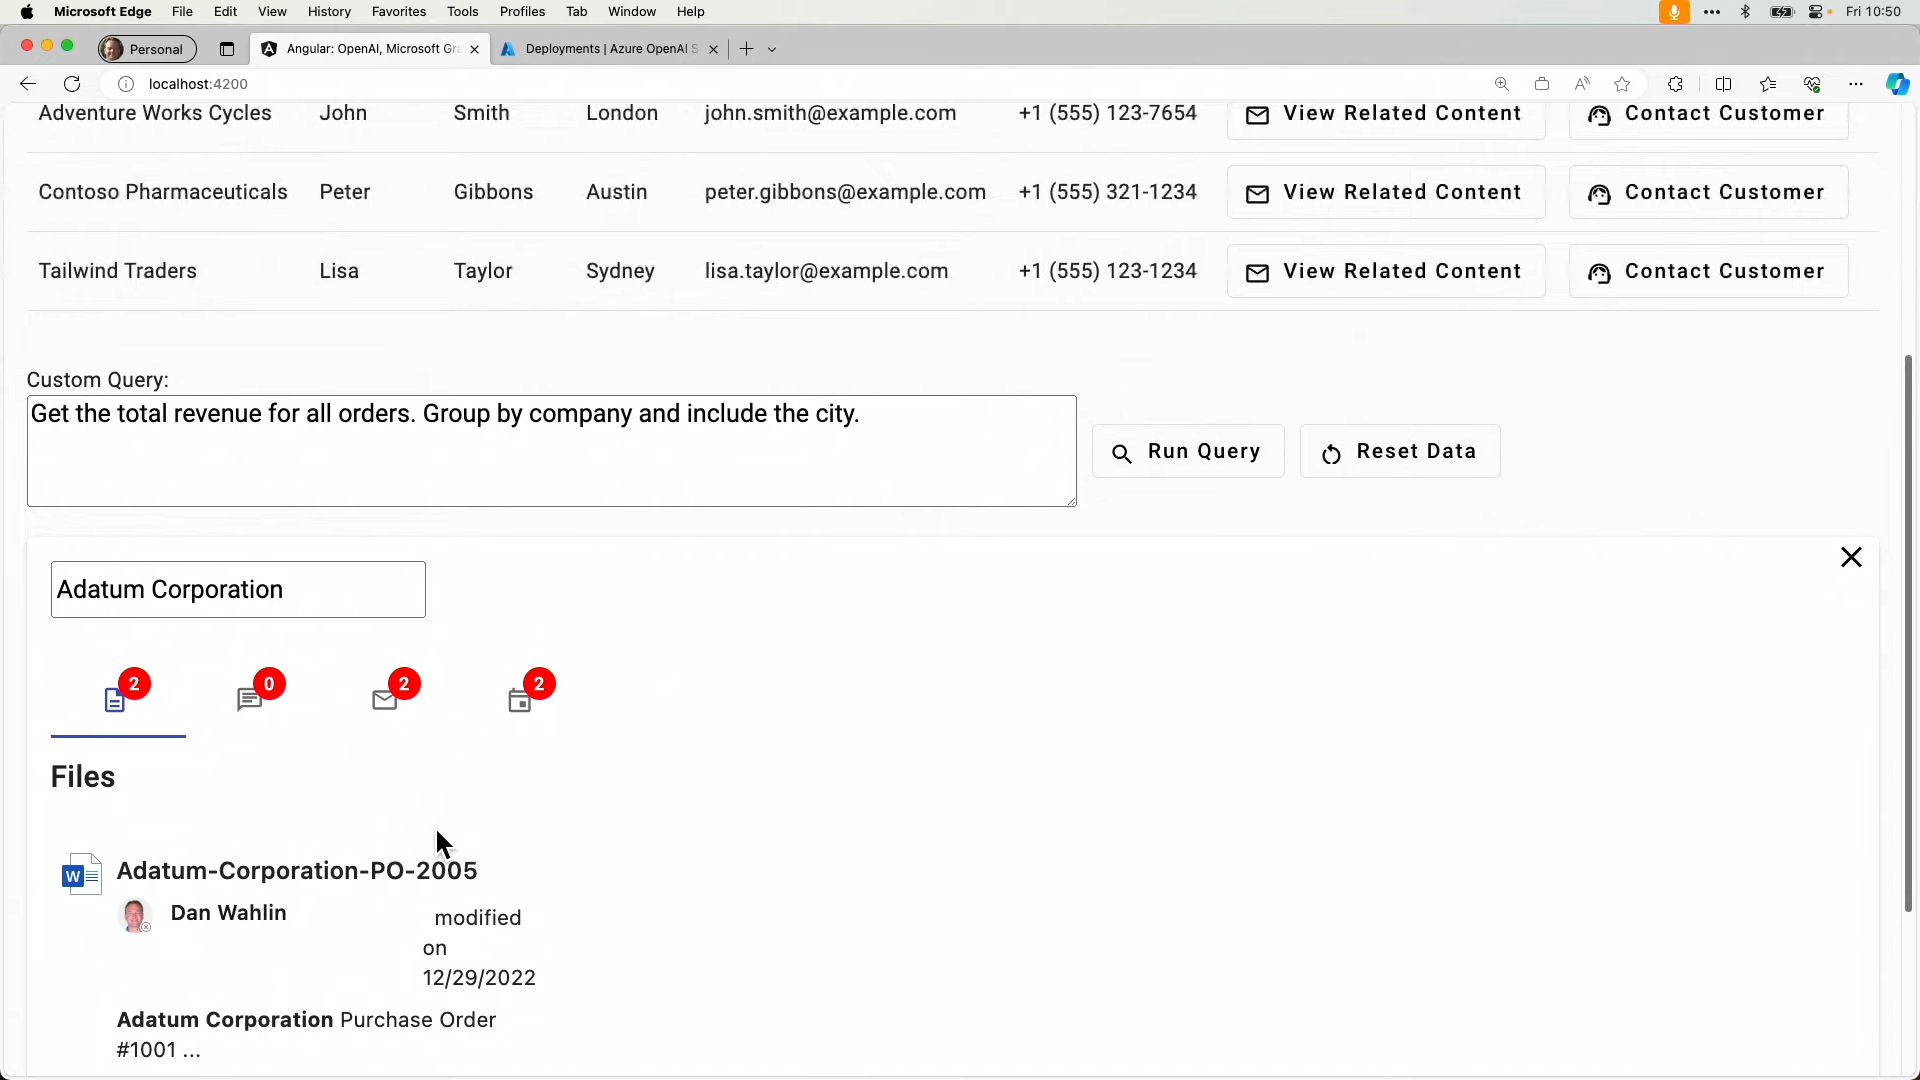 Microsoft Edge File Edit View History Favorites Tools Profiles Tab Window Help Fri 10:50
Personal Angular: OpenAI, Microsoft Gr Deployments | Azure OpenAI S
localhost:4200
Adventure Works Cycles John Smith London john.smith@example.com +1 (555) 123-7654 View Related Content Contact Customer
Contoso Pharmaceuticals Peter Gibbons Austin peter.gibbons@example.com +1 (555) 321-1234 View Related Content Contact Customer
Tailwind Traders Lisa Taylor Sydney lisa.taylor@example.com +1 (555) 123-1234 View Related Content Contact Customer
Custom Query:
Get the total revenue for all orders. Group by company and include the city.
Run Query Reset Data
Adatum Corporation
2 0 2 2
Files
W Adatum-Corporation-PO-2005
Dan Wahlin modified
on
12/29/2022
Adatum Corporation Purchase Order
#1001 ...